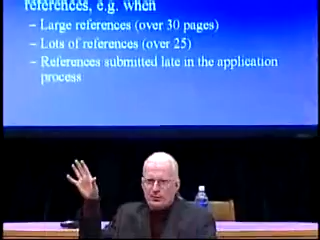 references, e.g. when
– Large references (over 30 pages)
– Lots of references (over 25)
– References submitted late in the application
process